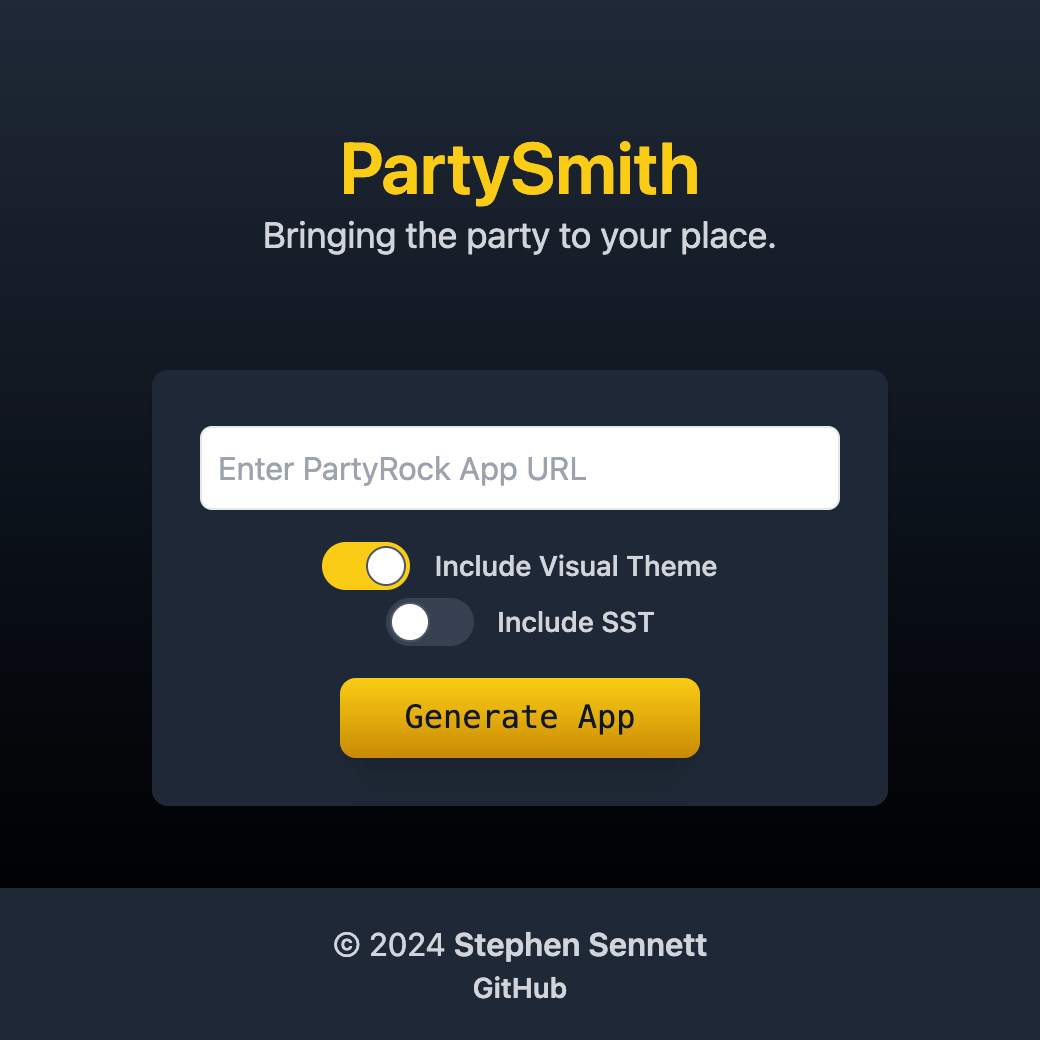 PartySmith
Bringing the party to your place.
Enter PartyRock App URL
Include Visual Theme
Include SST
Generate App
© 2024 Stephen Sennett
GitHub